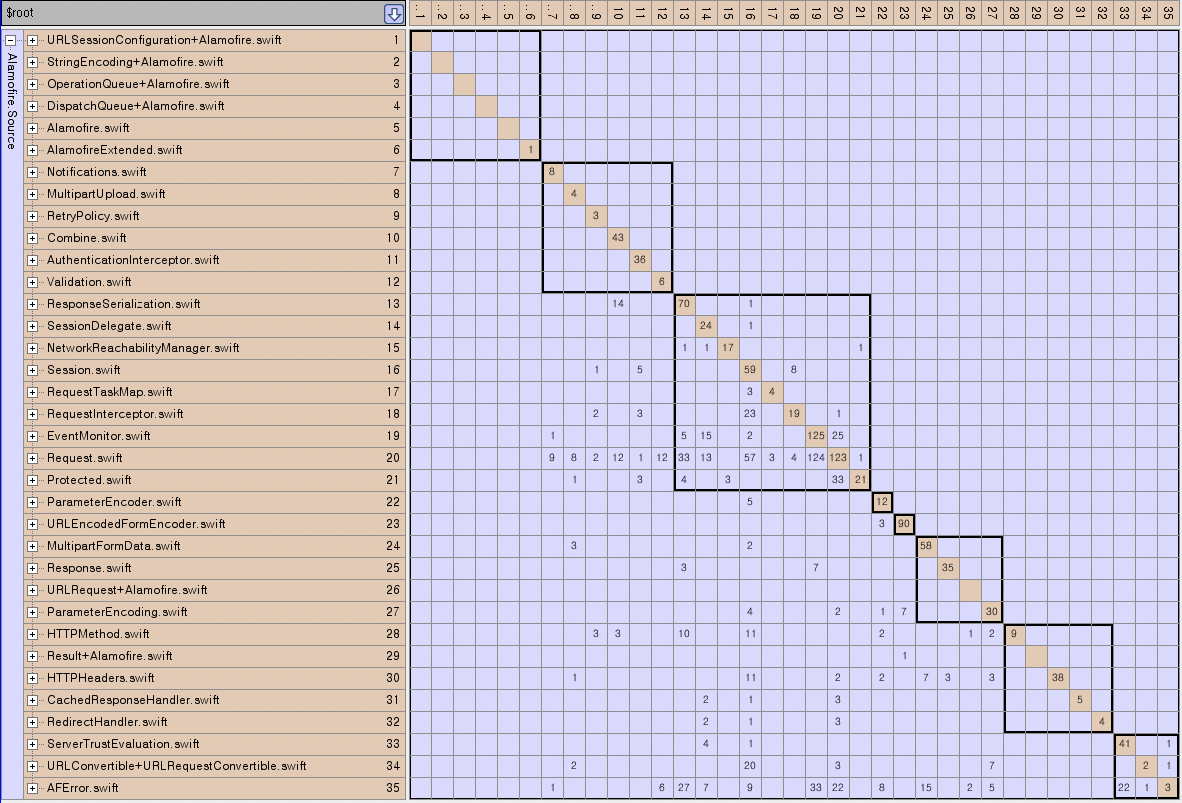 $root .1 .2 .3 .4 .5 .6 .7 .8 .9 10 11 12 13 14 15 16 17 18 19 20 21 22 23 24 25 26 27 28 29 30 31 32 33 34 35
Alamofire.Source
URLSessionConfiguration+Alamofire.swift 1
StringEncoding+Alamofire.swift 2
OperationQueue+Alamofire.swift 3
DispatchQueue+Alamofire.swift 4
Alamofire.swift 5
AlamofireExtended.swift 6 1
Notifications.swift 7 8
MultipartUpload.swift 8 4
RetryPolicy.swift 9 3
Combine.swift 10 43
AuthenticationInterceptor.swift 11 36
Validation.swift 12 6
ResponseSerialization.swift 13 14 70 1
SessionDelegate.swift 14 24 1
NetworkReachabilityManager.swift 15 1 1 17 1
Session.swift 16 1 5 59 8
RequestTaskMap.swift 17 3 4
RequestInterceptor.swift 18 2 3 23 19 1
EventMonitor.swift 19 1 5 15 2 125 25
Request.swift 20 9 8 2 12 1 12 33 13 57 3 4 124 123 1
Protected.swift 21 1 3 4 3 33 21
ParameterEncoder.swift 22 5 12
URLEncodedFormEncoder.swift 23 3 90
MultipartFormData.swift 24 3 2 58
Response.swift 25 3 7 35
URLRequest+Alamofire.swift 26
ParameterEncoding.swift 27 4 2 1 7 30
HTTPMethod.swift 28 3 3 10 11 2 1 2 9
Result+Alamofire.swift 29 1
HTTPHeaders.swift 30 1 11 2 2 7 3 3 38
CachedResponseHandler.swift 31 2 1 3 5
RedirectHandler.swift 32 2 1 3 4
ServerTrustEvaluation.swift 33 4 1 41 1
URLConvertible+URLRequestConvertible.swift 34 2 20 3 7 2 1
AFError.swift 35 1 6 27 7 9 33 22 8 15 2 5 22 1 3